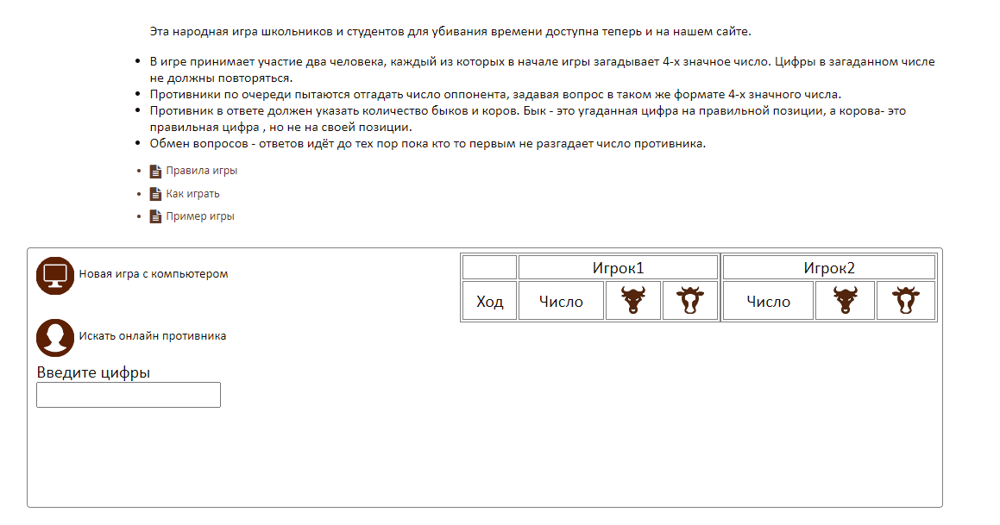 Эта народная игра школьников и студентов для убивания времени доступна теперь и на нашем сайте.
В игре принимает участие два человека, каждый из которых в начале игры загадывает 4-х значное число. Цифры в загаданном числе
не должны повторяться.
Противники по очереди пытаются отгадать число оппонента, задавая вопрос в таком же формате 4-х значного числа.
Противник в ответе должен указать количество быков и коров. Бык - это угаданная цифра на правильной позиции, а корова- это
правильная цифра , но не на своей позиции.
Обмен вопросов - ответов идёт до тех пор пока кто то первым не разгадает число противника.
Правила игры
Как играть
Пример игры
Новая игра с компьютером
Искать онлайн противника
Введите цифры
Игрок1 Игрок2
Ход Число Число